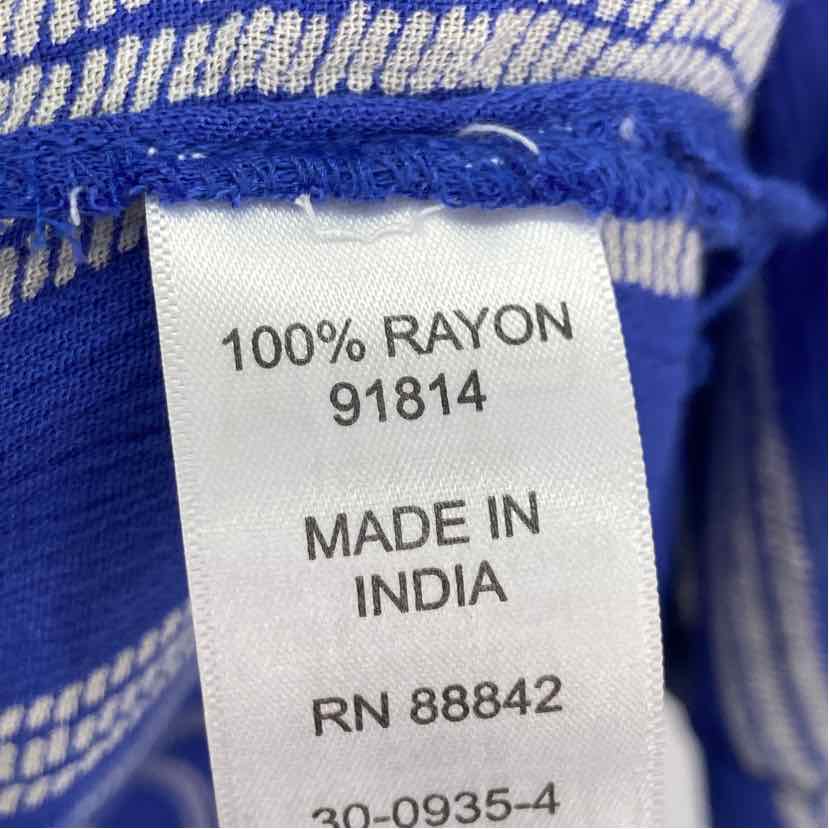 100% RAYON
91814
MADE IN
INDIA
RN 88842
30-0935-4